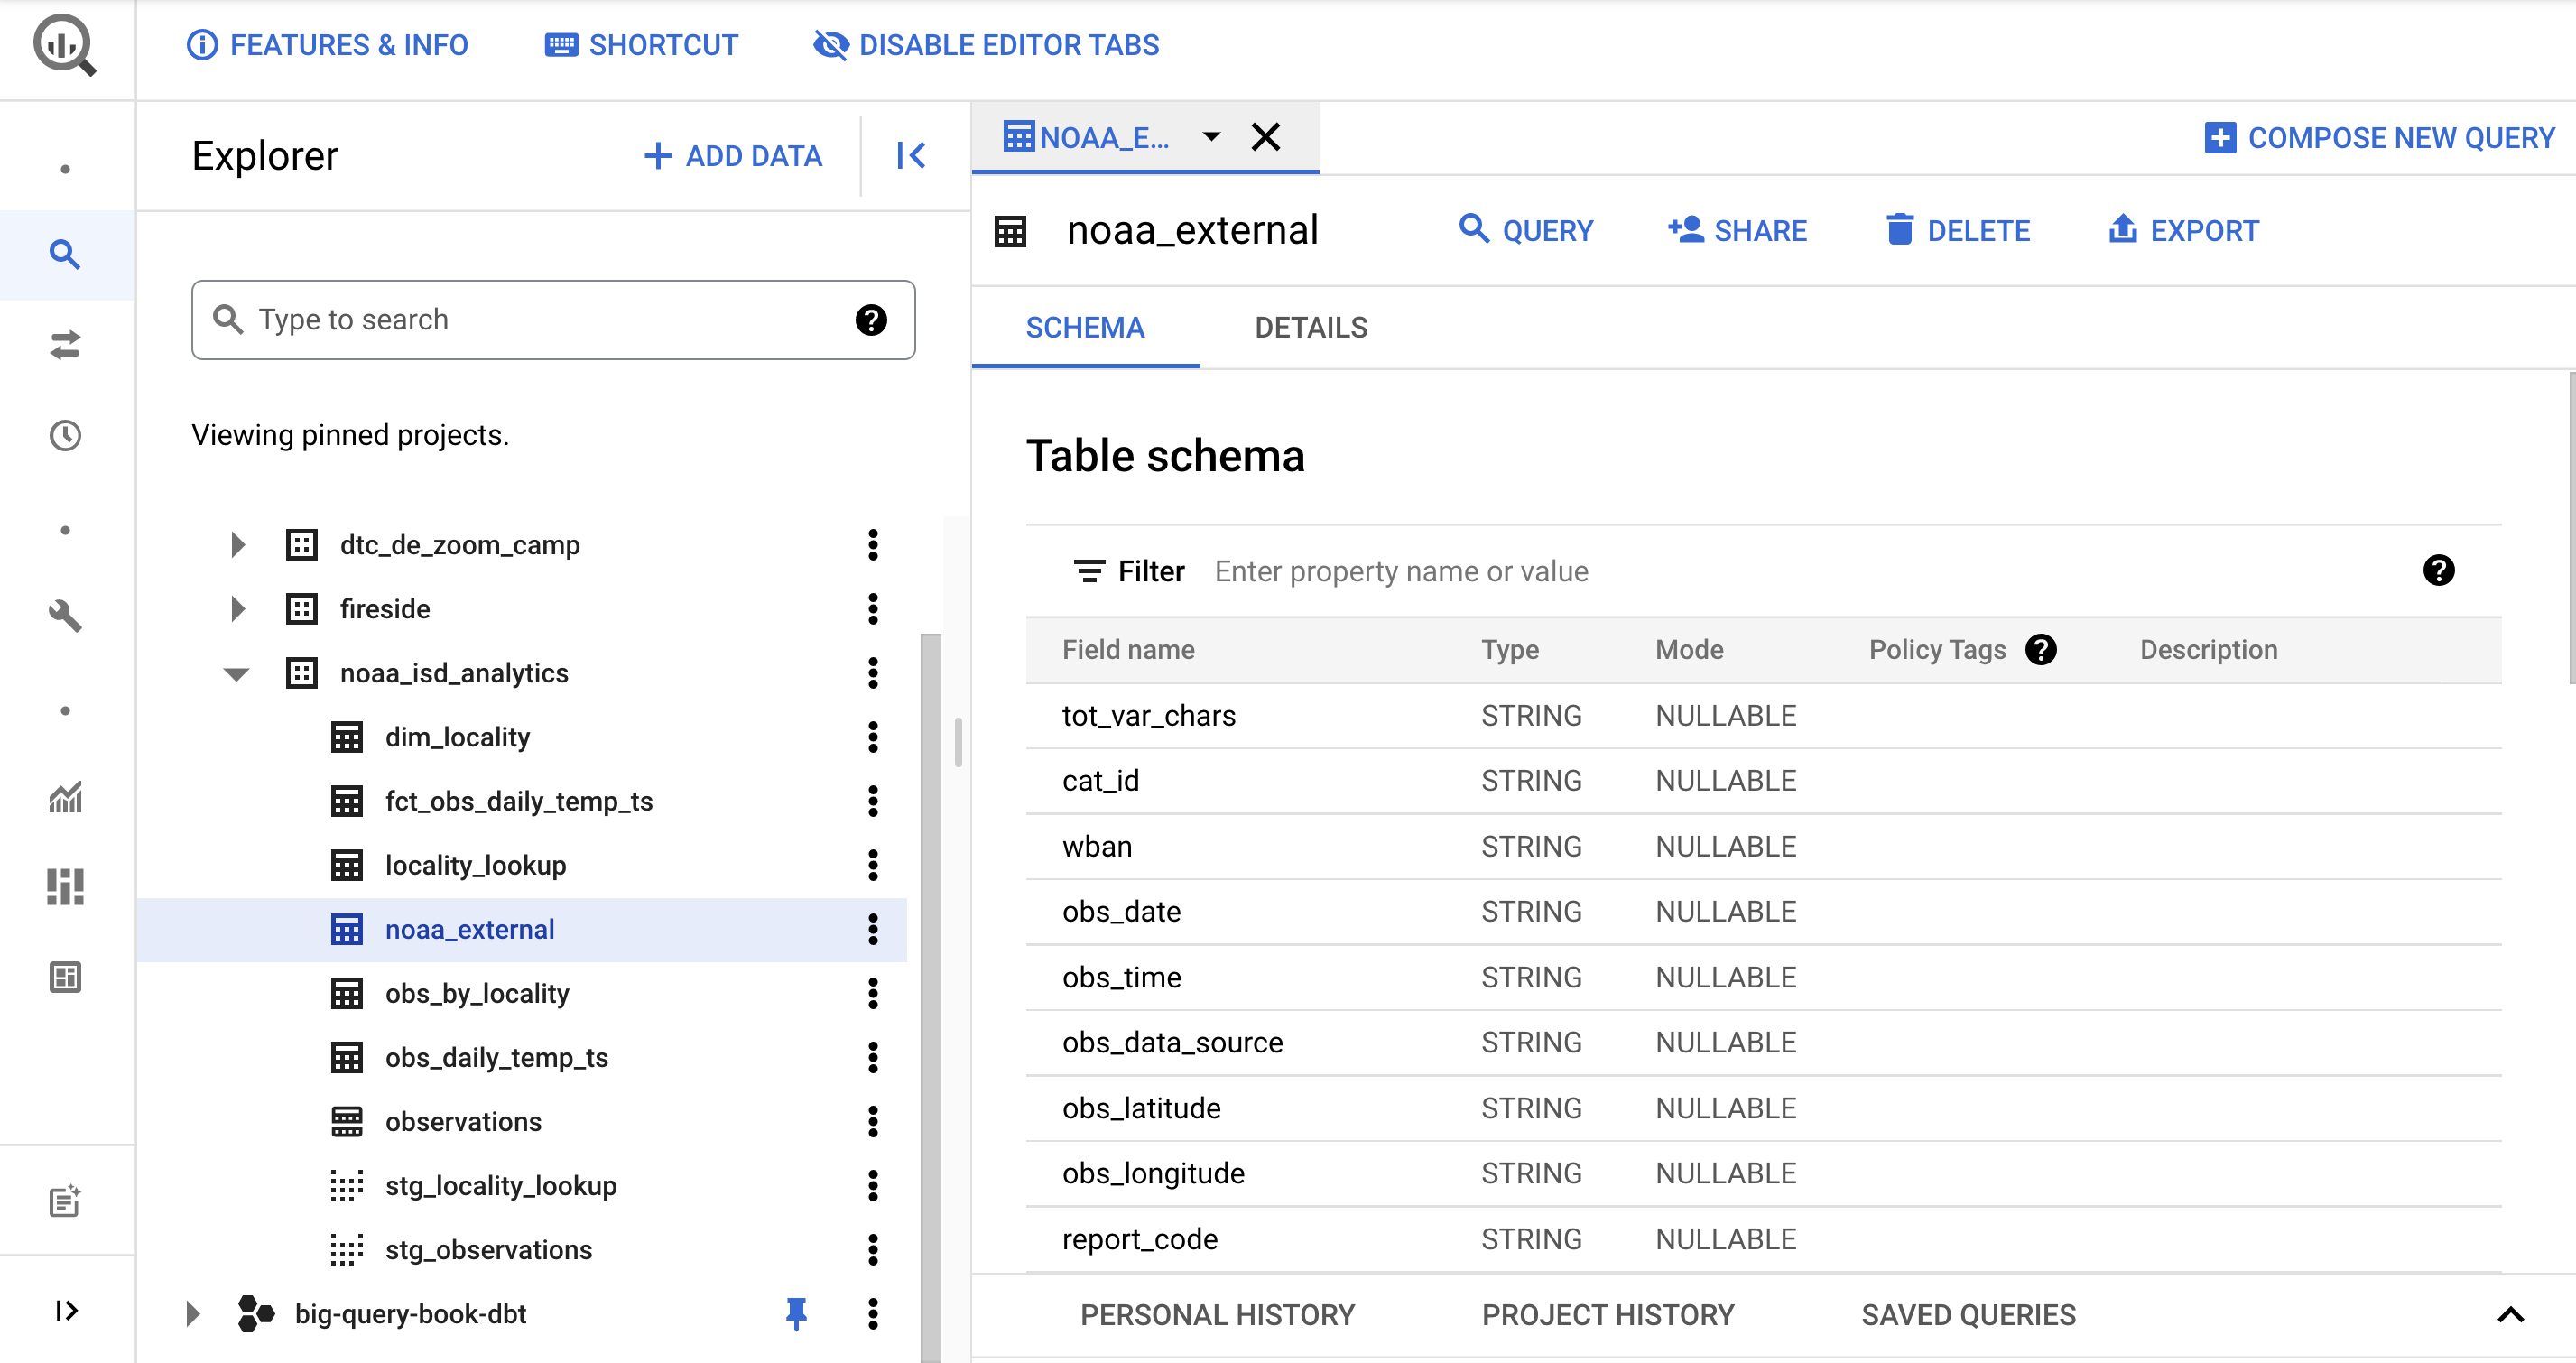 FEATURES & INFO SHORTCUT DISABLE EDITOR TABS
Explorer ADD DATA
Type to search
Viewing pinned projects.
dtc_de_zoom_camp
fireside
noaa_isd_analytics
dim_locality
fct_obs_daily_temp_ts
locality_lookup
noaa_external
obs_by_locality
obs_daily_temp_ts
observations
stg_locality_lookup
stg_observations
big-query-book-dbt
NOAA_E... COMPOSE NEW QUERY
noaa_external QUERY SHARE DELETE EXPORT
SCHEMA DETAILS
Table schema
Filter Enter property name or value
Field name Type Mode Policy Tags Description
tot_var_chars STRING NULLABLE
cat_id STRING NULLABLE
wban STRING NULLABLE
obs_date STRING NULLABLE
obs_time STRING NULLABLE
obs_data_source STRING NULLABLE
obs_latitude STRING NULLABLE
obs_longitude STRING NULLABLE
report_code STRING NULLABLE
PERSONAL HISTORY PROJECT HISTORY SAVED QUERIES